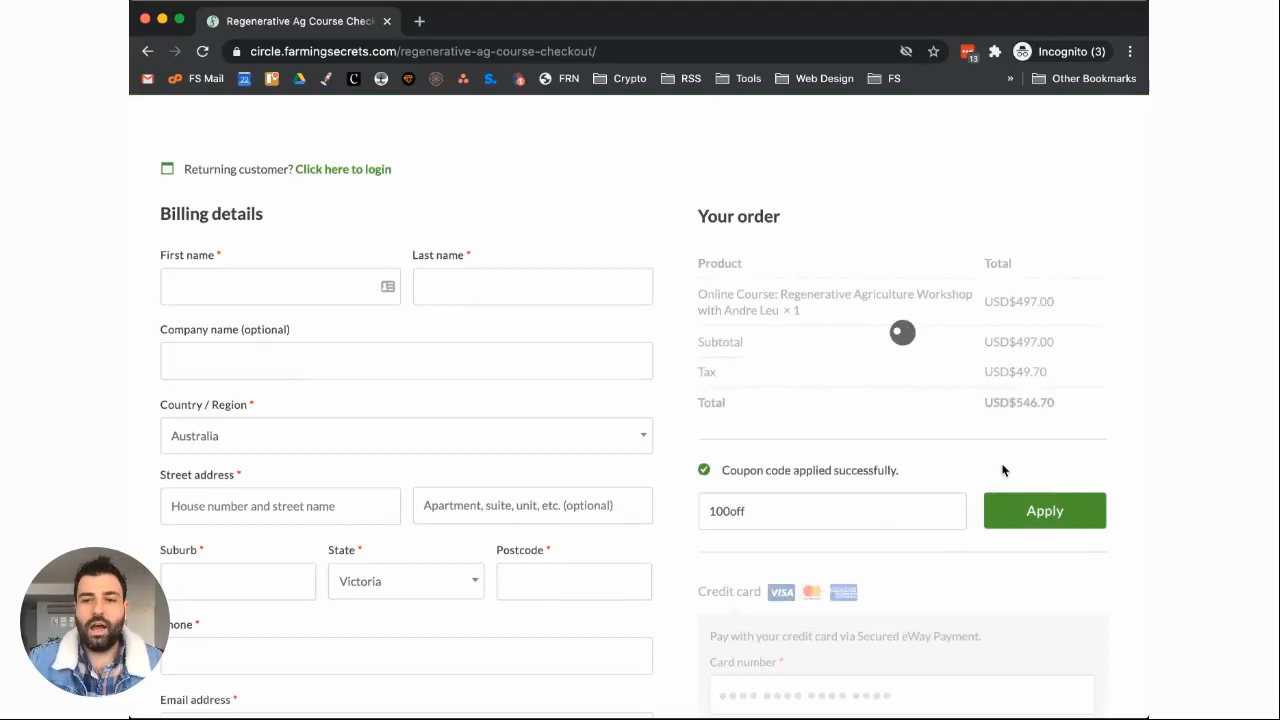 Regenerative Ag Course Chec
circle.farmingsecrets.com/regenerative-ag-course-checkout/
13
Incognito (3)
FS Mail
22
FRN
Crypto
RSS
Tools
Web Design
FS
»
Other Bookmarks
Returning customer? Click here to login
Billing details
First name *
Last name *
Company name (optional)
Country / Region *
Australia
Street address *
House number and street name
Apartment, suite, unit, etc. (optional)
Suburb *
State *
Postcode *
Victoria
hone *
Email address *
Your order
Product
Total
Online Course: Regenerative Agriculture Workshop
with Andre Leu × 1
USD$497.00
Subtotal
USD$497.00
Tax
USD$49.70
Total
USD$546.70
Coupon code applied successfully.
100off
Apply
Credit card
VISA
Pay with your credit card via Secured eWay Payment.
Card number *